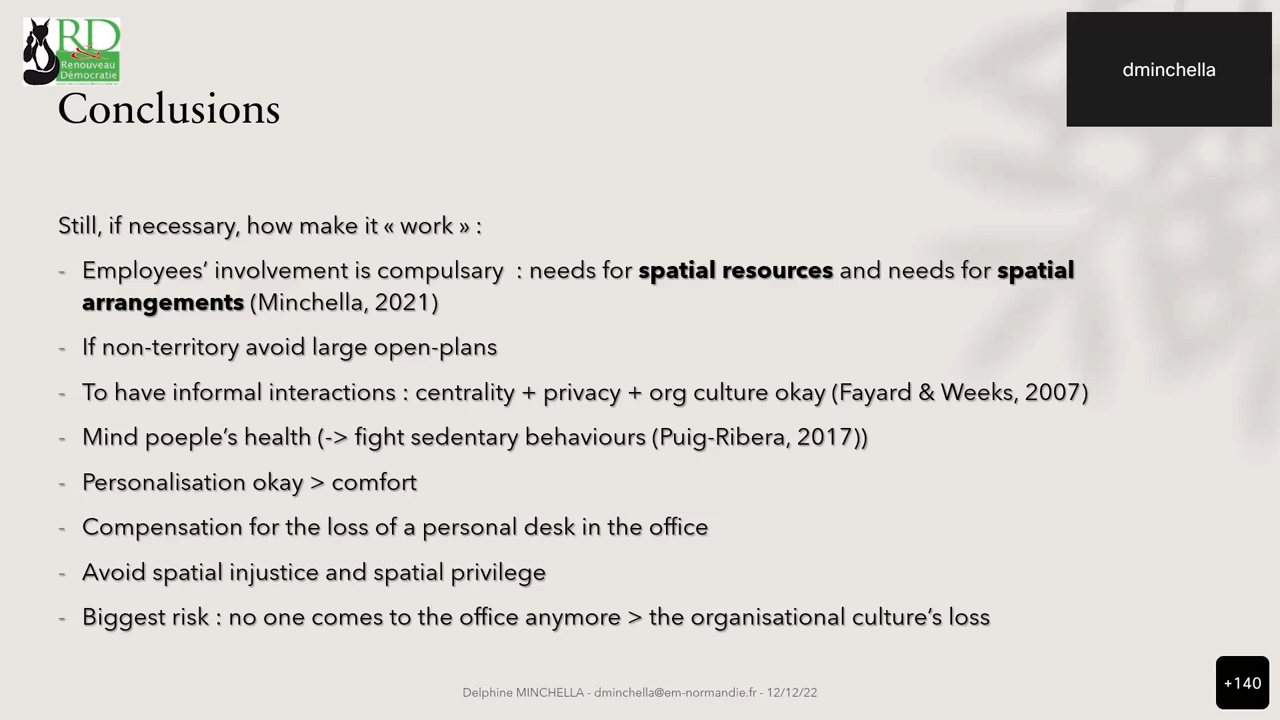 RD
Renouveau
Démocratie
dminchella
Conclusions
Still, if necessary, how make it « work » :
- Employees’ involvement is compulsary  : needs for spatial resources and needs for spatial
arrangements (Minchella, 2021)
- If non-territory avoid large open-plans
- To have informal interactions : centrality + privacy + org culture okay (Fayard & Weeks, 2007)
- Mind poeple’s health (-> fight sedentary behaviours (Puig-Ribera, 2017))
- Personalisation okay > comfort
- Compensation for the loss of a personal desk in the office
- Avoid spatial injustice and spatial privilege
- Biggest risk : no one comes to the office anymore > the organisational culture’s loss
Delphine MINCHELLA - dminchella@em-normandie.fr - 12/12/22
+140